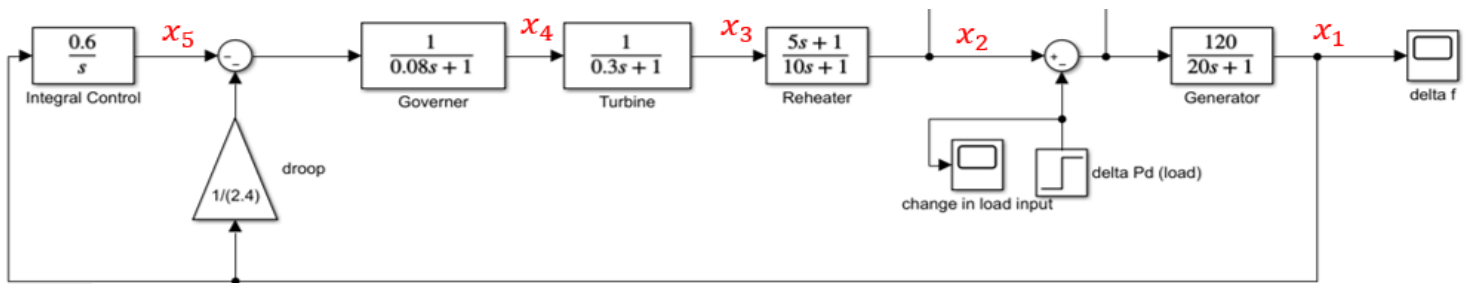 0.6
s
Integral Control
x₅
- -
1
0.08s + 1
Governer
x₄
1
0.3s + 1
Turbine
x₃
5s + 1
10s + 1
Reheater
x₂
+ -
120
20s + 1
Generator
x₁
delta f
droop
1/(2.4)
delta Pd (load)
change in load input